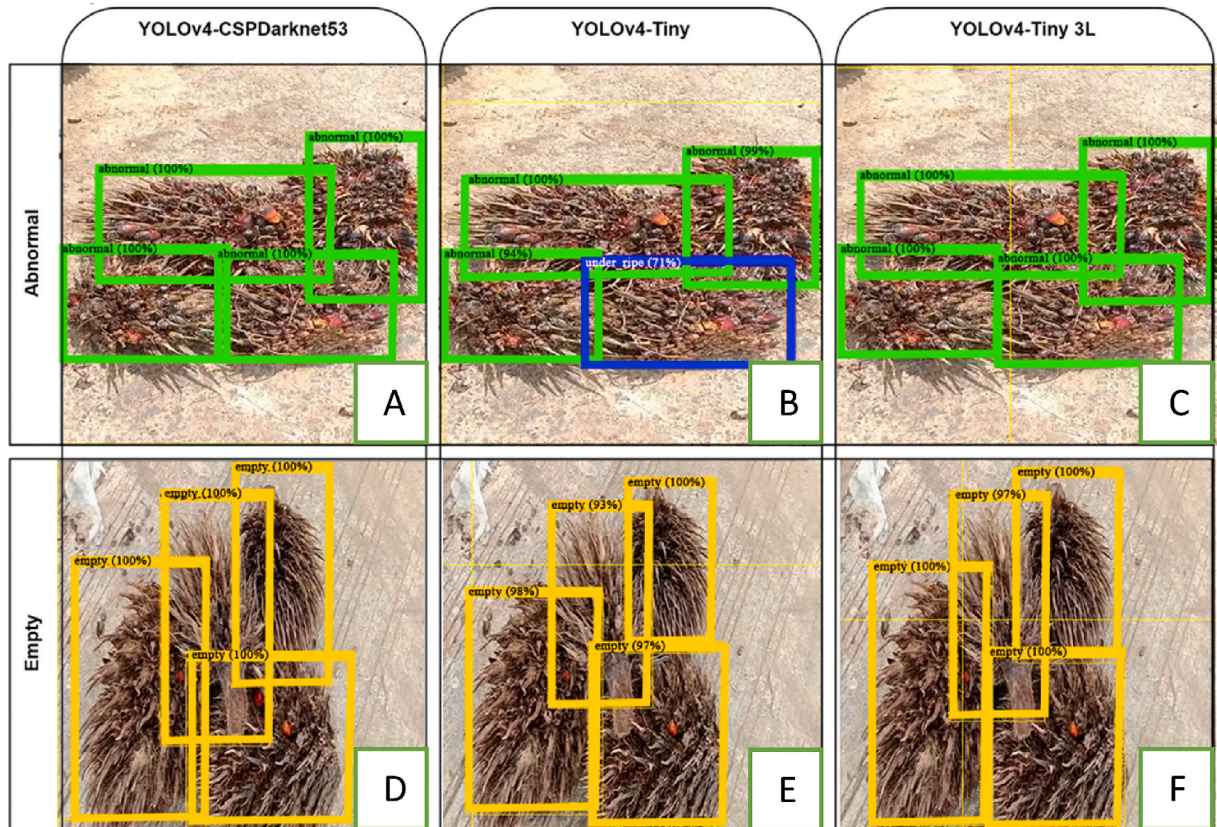 YOLOv4-CSPDarknet53
YOLOv4-Tiny
YOLOv4-Tiny 3L
Abnormal
abnormal (100%)
abnormal (100%)
abnormal (100%)
abnormal (100%)
A
abnormal (99%)
abnormal (100%)
abnormal (94%)
under_ripe (71%)
B
abnormal (100%)
abnormal (100%)
abnormal (100%)
abnormal (100%)
C
Empty
empty (100%)
empty (100%)
empty (100%)
empty (100%)
D
empty (100%)
empty (93%)
empty (98%)
empty (97%)
E
empty (100%)
empty (97%)
empty (100%)
empty (100%)
F